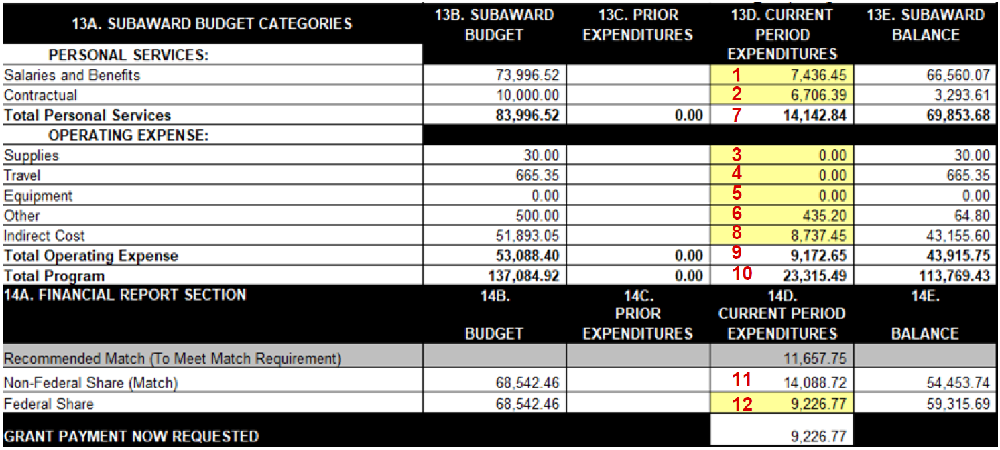 13A. SUBAWARD BUDGET CATEGORIES 13B. SUBAWARD BUDGET 13C. PRIOR EXPENDITURES 13D. CURRENT PERIOD EXPENDITURES 13E. SUBAWARD BALANCE
PERSONAL SERVICES:
Salaries and Benefits 73,996.52 1 7,436.45 66,560.07
Contractual 10,000.00 2 6,706.39 3,293.61
Total Personal Services 83,996.52 0.00 7 14,142.84 69,853.68
OPERATING EXPENSE:
Supplies 30.00 3 0.00 30.00
Travel 665.35 4 0.00 665.35
Equipment 0.00 5 0.00 0.00
Other 500.00 6 435.20 64.80
Indirect Cost 51,893.05 8 8,737.45 43,155.60
Total Operating Expense 53,088.40 0.00 9 9,172.65 43,915.75
Total Program 137,084.92 0.00 10 23,315.49 113,769.43
14A. FINANCIAL REPORT SECTION 14B. BUDGET 14C. PRIOR EXPENDITURES 14D. CURRENT PERIOD EXPENDITURES 14E. BALANCE
Recommended Match (To Meet Match Requirement) 11,657.75
Non-Federal Share (Match) 68,542.46 11 14,088.72 54,453.74
Federal Share 68,542.46 12 9,226.77 59,315.69
GRANT PAYMENT NOW REQUESTED 9,226.77